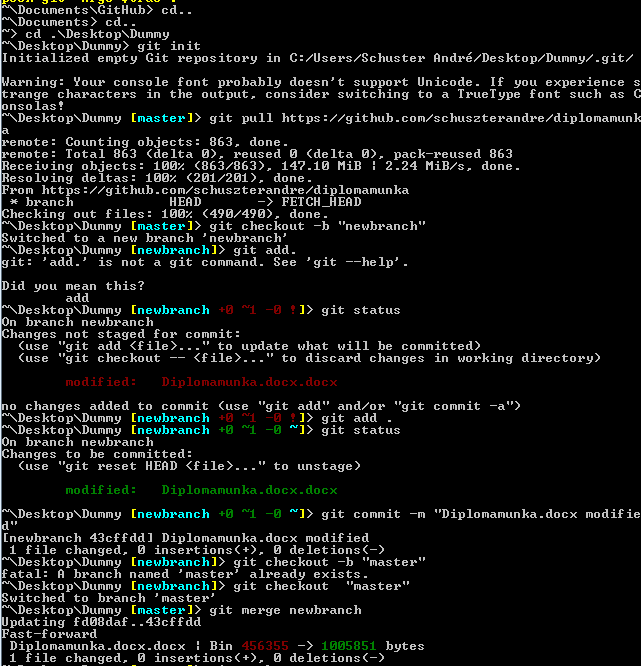 ~\Documents\GitHub> cd..
~\Documents> cd..
~> cd .\Desktop\Dummy
~\Desktop\Dummy> git init
Initialized empty Git repository in C:/Users/Schuster André/Desktop/Dummy/.git/
Warning: Your console font probably doesn't support Unicode. If you experience s
trange characters in the output, consider switching to a TrueType font such as C
onsolas!
~\Desktop\Dummy [master]> git pull https://github.com/schuszterandre/diplomamunk
a
remote: Counting objects: 863, done.
remote: Total 863 (delta 0), reused 0 (delta 0), pack-reused 863
Receiving objects: 100% (863/863), 147.10 MiB | 2.24 MiB/s, done.
Resolving deltas: 100% (201/201), done.
From https://github.com/schuszterandre/diplomamunka
 * branch            HEAD       -> FETCH_HEAD
Checking out files: 100% (490/490), done.
~\Desktop\Dummy [master]> git checkout -b "newbranch"
Switched to a new branch 'newbranch'
~\Desktop\Dummy [newbranch]> git add.
git: 'add.' is not a git command. See 'git --help'.
Did you mean this?
        add
~\Desktop\Dummy [newbranch +0 ~1 -0 !]> git status
On branch newbranch
Changes not staged for commit:
  (use "git add <file>..." to update what will be committed)
  (use "git checkout -- <file>..." to discard changes in working directory)
        modified:   Diplomamunka.docx.docx
no changes added to commit (use "git add" and/or "git commit -a")
~\Desktop\Dummy [newbranch +0 ~1 -0 !]> git add .
~\Desktop\Dummy [newbranch +0 ~1 -0 ~]> git status
On branch newbranch
Changes to be committed:
  (use "git reset HEAD <file>..." to unstage)
        modified:   Diplomamunka.docx.docx
~\Desktop\Dummy [newbranch +0 ~1 -0 ~]> git commit -m "Diplomamunka.docx modifie
d"
[newbranch 43cffdd] Diplomamunka.docx modified
 1 file changed, 0 insertions(+), 0 deletions(-)
~\Desktop\Dummy [newbranch]> git checkout -b "master"
fatal: A branch named 'master' already exists.
~\Desktop\Dummy [newbranch]> git checkout  "master"
Switched to branch 'master'
~\Desktop\Dummy [master]> git merge newbranch
Updating fd08daf..43cffdd
Fast-forward
 Diplomamunka.docx.docx | Bin 456355 -> 1005851 bytes
 1 file changed, 0 insertions(+), 0 deletions(-)